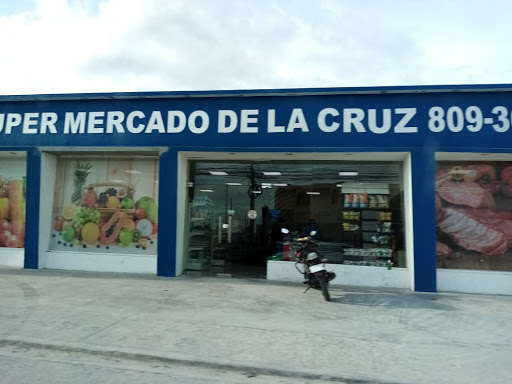 UPER MERCADO DE LA CRUZ 809-3